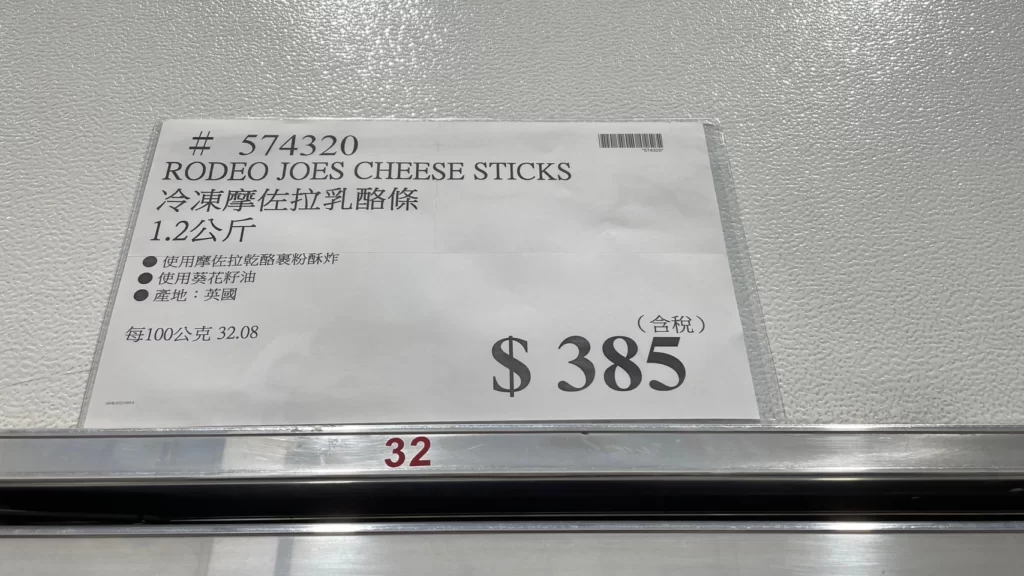 # 574320
"574320"
RODEO JOES CHEESE STICKS
冷凍摩佐拉乳酪條
1.2公斤
●使用摩佐拉乾酪裹粉酥炸
●使用葵花籽油
●產地：英國
每100公克 32.08
（含稅）
$ 385
32